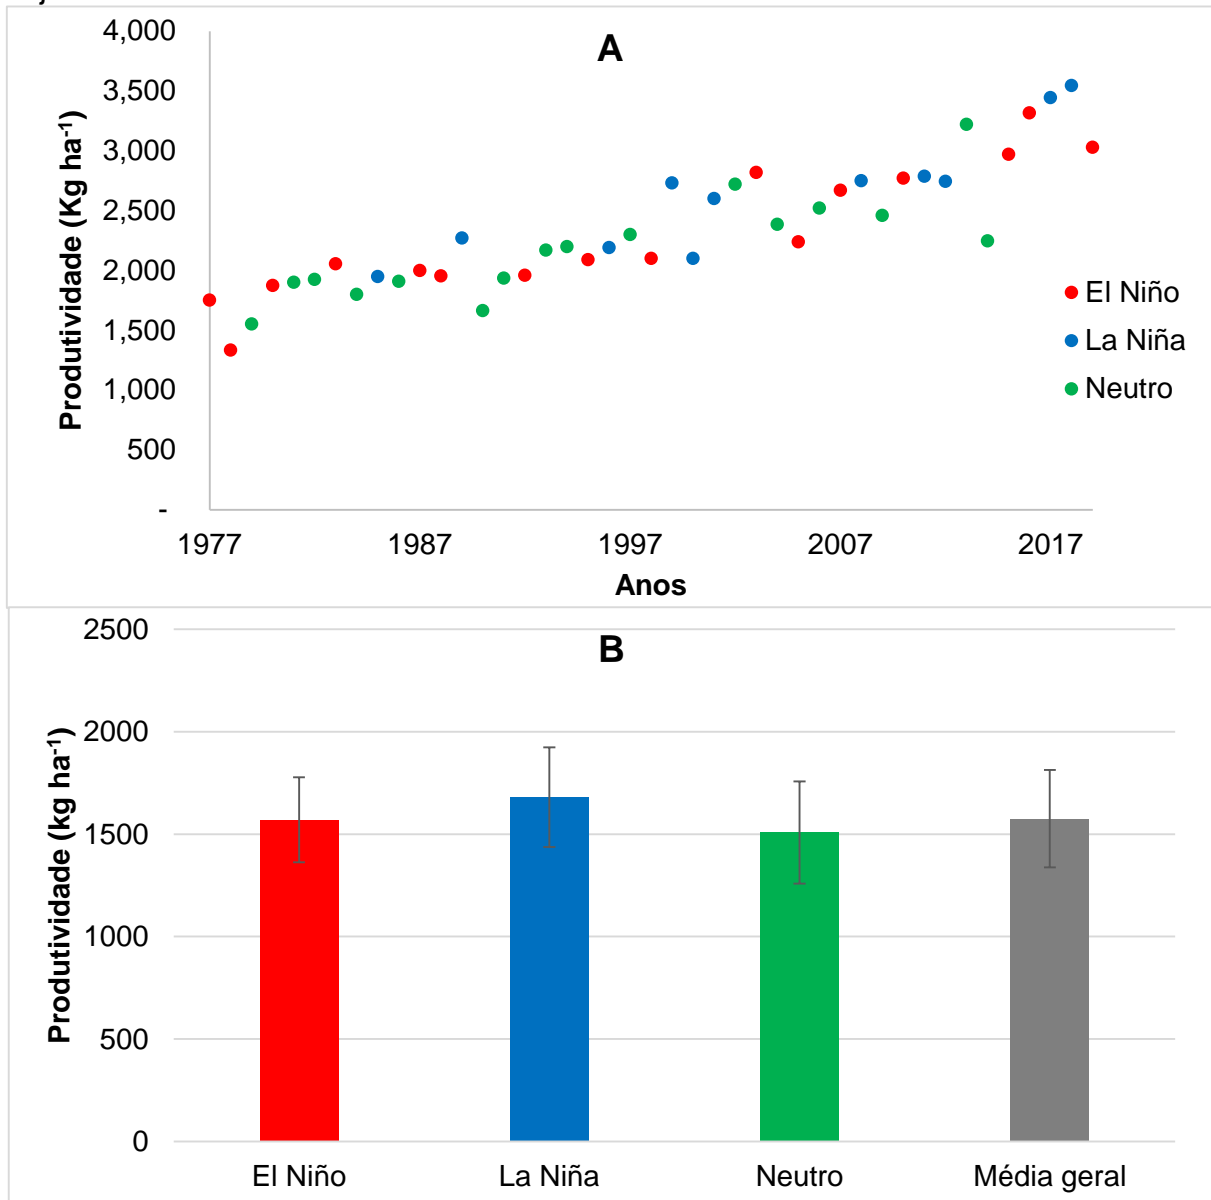 A
4,000
3,500
3,000
2,500
2,000
1,500
1,000
500
-
Produtividade (Kg ha⁻¹)
1977 1987 1997 2007 2017
Anos
El Niño
La Niña
Neutro
B
2500
2000
1500
1000
500
0
Produtividade (kg ha⁻¹)
El Niño La Niña Neutro Média geral